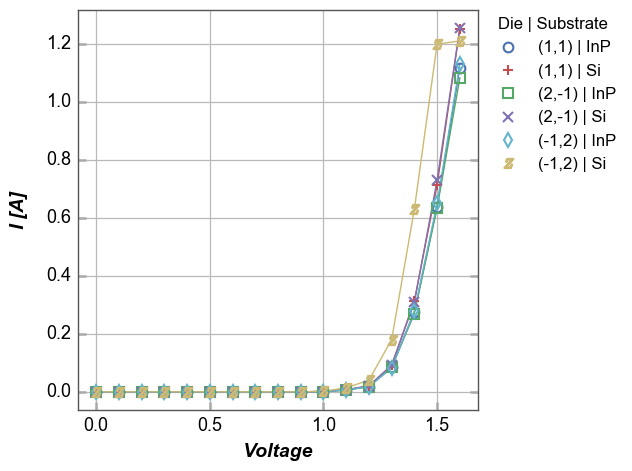 Die | Substrate
(1,1) | InP
(1,1) | Si
(2,-1) | InP
(2,-1) | Si
(-1,2) | InP
(-1,2) | Si
I [A]
1.2
1.0
0.8
0.6
0.4
0.2
0.0
0.0 0.5 1.0 1.5
Voltage